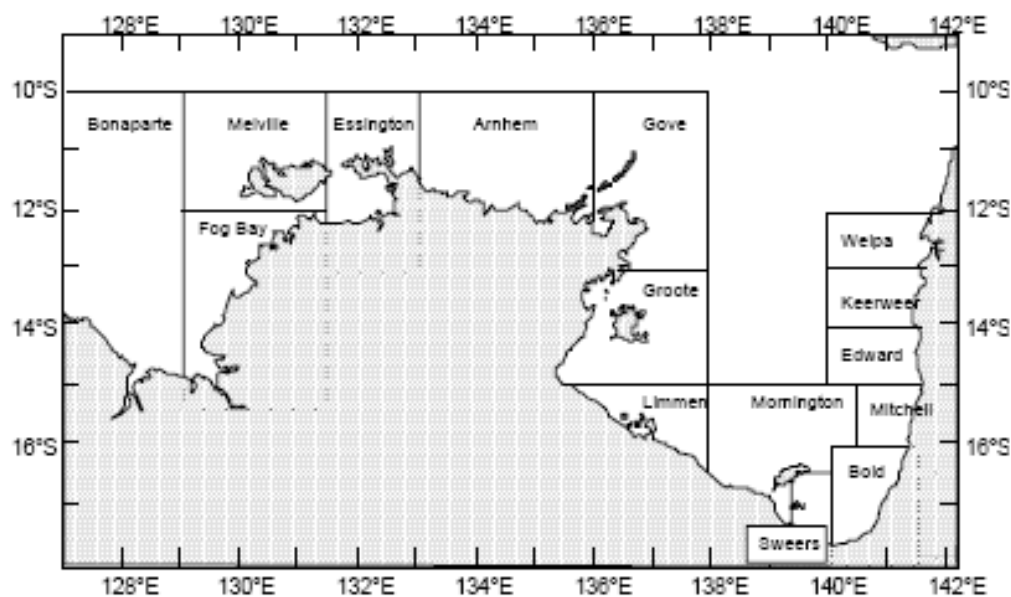 128°E 130°E 132°E 134°E 136°E 138°E 140°E 142°E
10°S 10°S
Bonaparte Melville Essington Arnhem Gove
12°S 12°S
Fog Bay
Weipa
Groote
Keerweer
14°S 14°S
Edward
Limmen Mornington Mitchell
16°S 16°S
Bold
Sweers
128°E 130°E 132°E 134°E 136°E 138°E 140°E 142°E